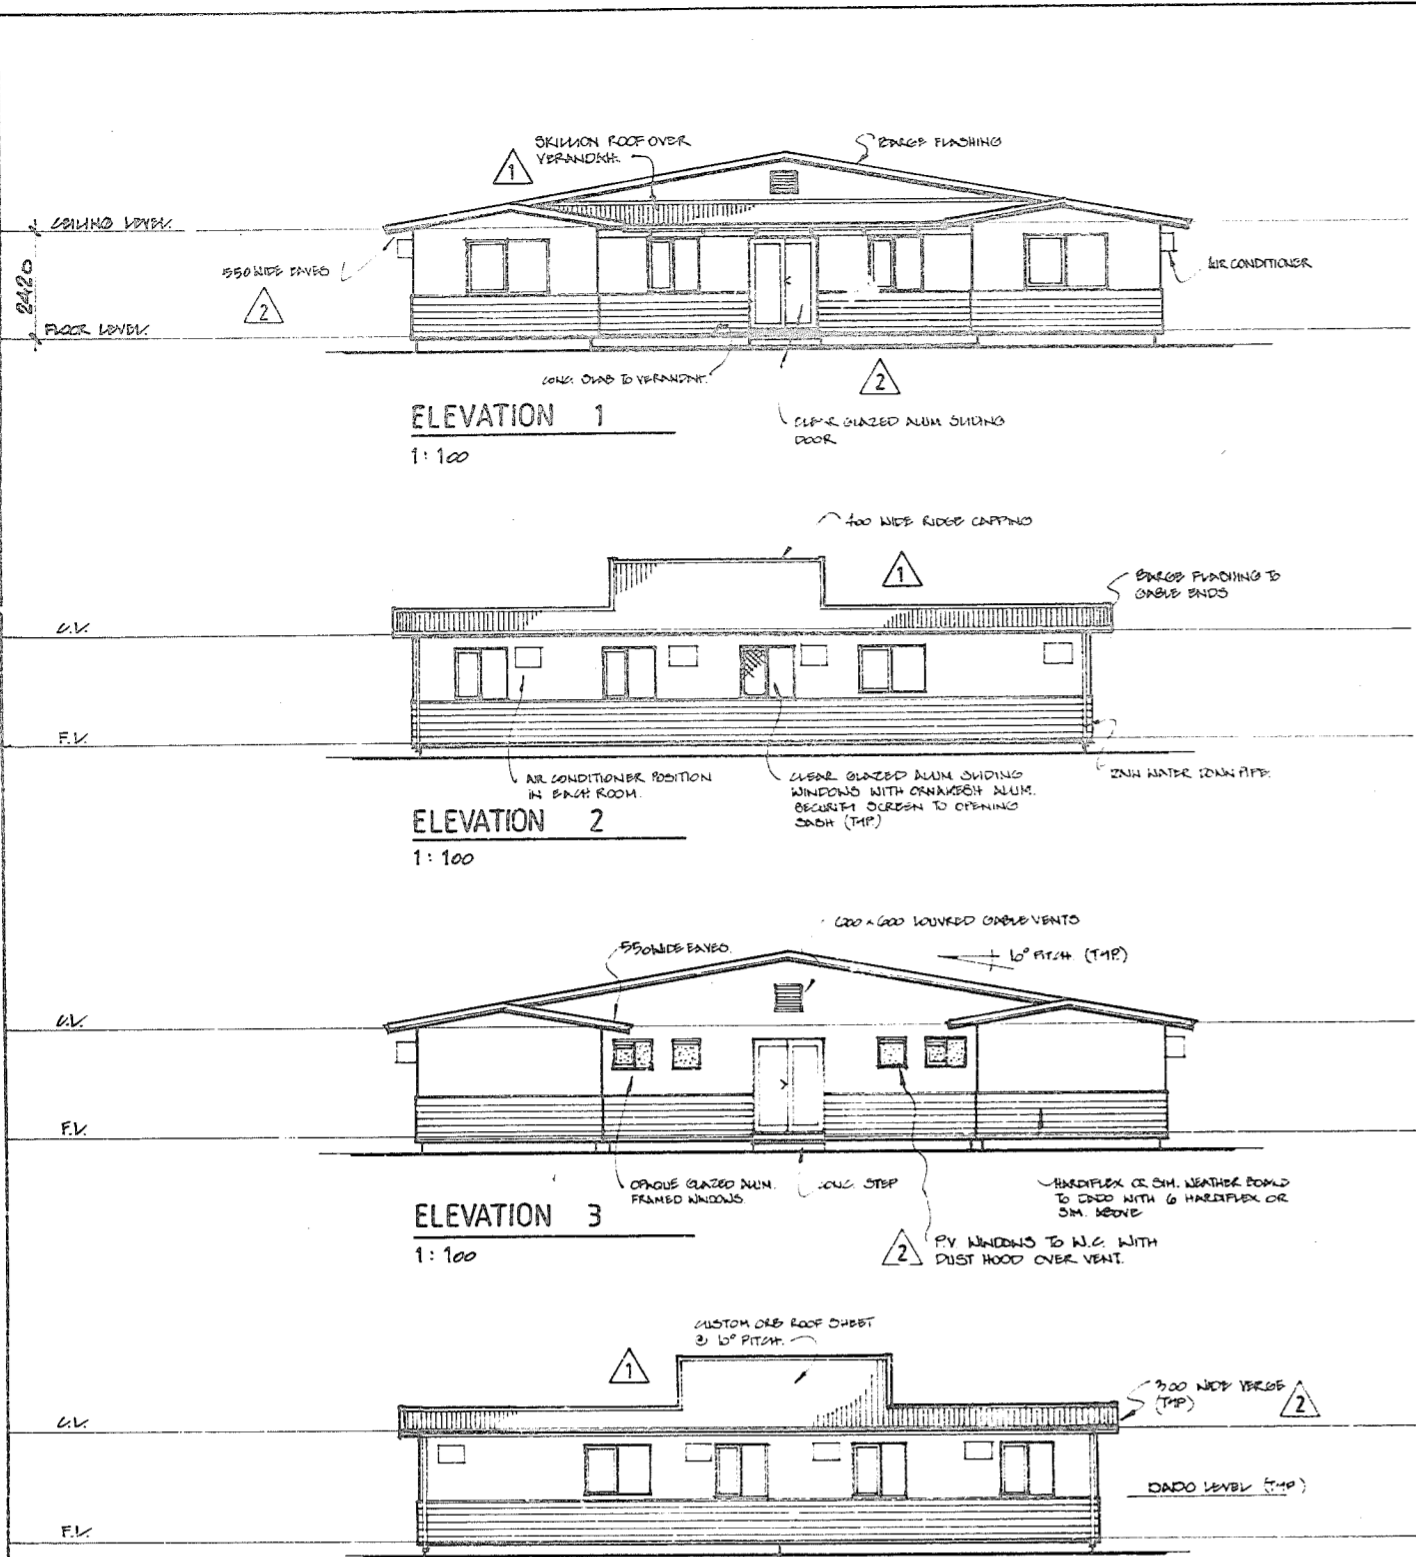 SKILLION ROOF OVER
VERANDAH.
1
BARGE FLASHING
CEILING LEVEL.
550 WIDE EAVES
2
2420
AIR CONDITIONER
FLOOR LEVEL.
CONC. SLAB TO VERANDAH.
2
ELEVATION 1
1:100
CLEAR GLAZED ALUM SLIDING
DOOR
400 WIDE RIDGE CAPPING
1
BARGE FLASHING TO
GABLE ENDS
C.L.
F.L.
AIR CONDITIONER POSITION
IN EACH ROOM.
CLEAR GLAZED ALUM SLIDING
WINDOWS WITH ALUM.
SECURITY SCREEN TO OPENING
SASH (TYP.)
RAIN WATER DOWN PIPE.
ELEVATION 2
1:100
600 x 600 LOUVRED GABLE VENTS
550 WIDE EAVES.
10° PITCH (TYP.)
C.L.
F.L.
OPAQUE GLAZED ALUM.
FRAMED WINDOWS.
CONC. STEP
HARDIFLEX OR SIM. WEATHER BOARD
TO DADO WITH 6 HARDIFLEX OR
SIM. ABOVE
ELEVATION 3
1:100
2
P.V. WINDOWS TO W.C. WITH
DUST HOOD OVER VENT.
CUSTOM ORB ROOF SHEET
@ 10° PITCH.
1
300 WIDE VERGE
(TYP)
2
C.L.
DADO LEVEL (TYP)
F.L.